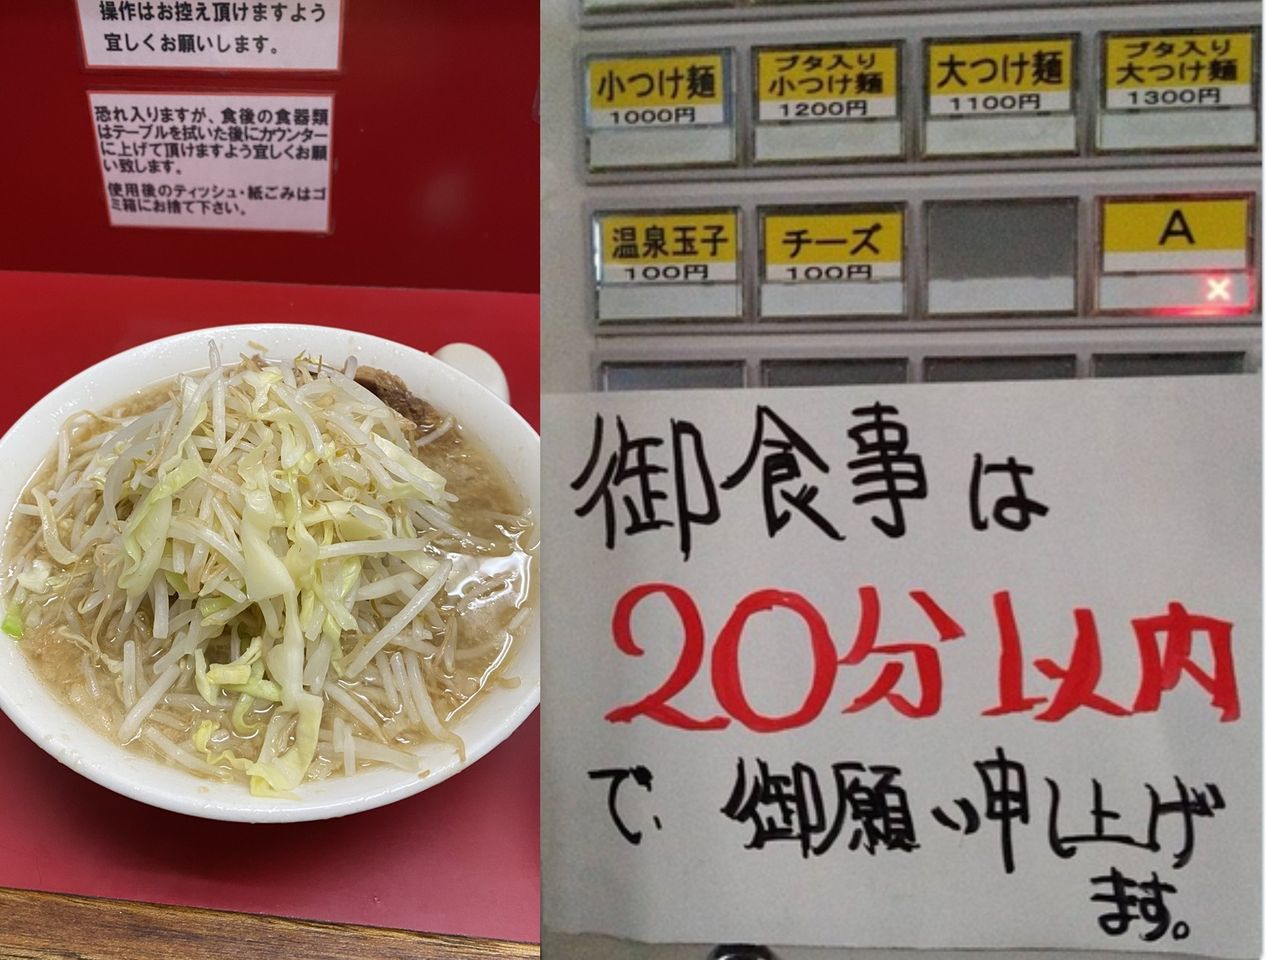 操作はお控え頂けますよう
宜しくお願いします。
恐れ入りますが、食後の食器類
はテーブルを拭いた後にカウンター
に上げて頂けますよう宜しくお願
い致します。
使用後のティッシュ・紙ごみはゴ
ミ箱にお捨て下さい。
小つけ麺
1000円
ブタ入り
小つけ麺
1200円
大つけ麺
1100円
ブタ入り
大つけ麺
1300円
温泉玉子
100円
チーズ
100円
A
×
御食事は
20分以内
で御願い申し上げ
ます。